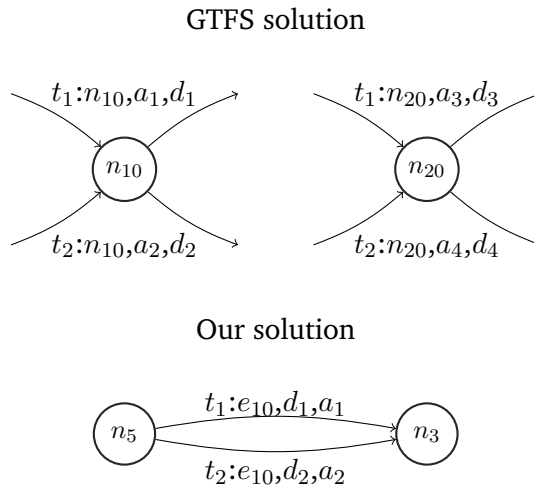 GTFS solution
t₁:n₁₀,a₁,d₁ t₁:n₂₀,a₃,d₃
n₁₀ n₂₀
t₂:n₁₀,a₂,d₂ t₂:n₂₀,a₄,d₄
Our solution
t₁:e₁₀,d₁,a₁
n₅ n₃
t₂:e₁₀,d₂,a₂